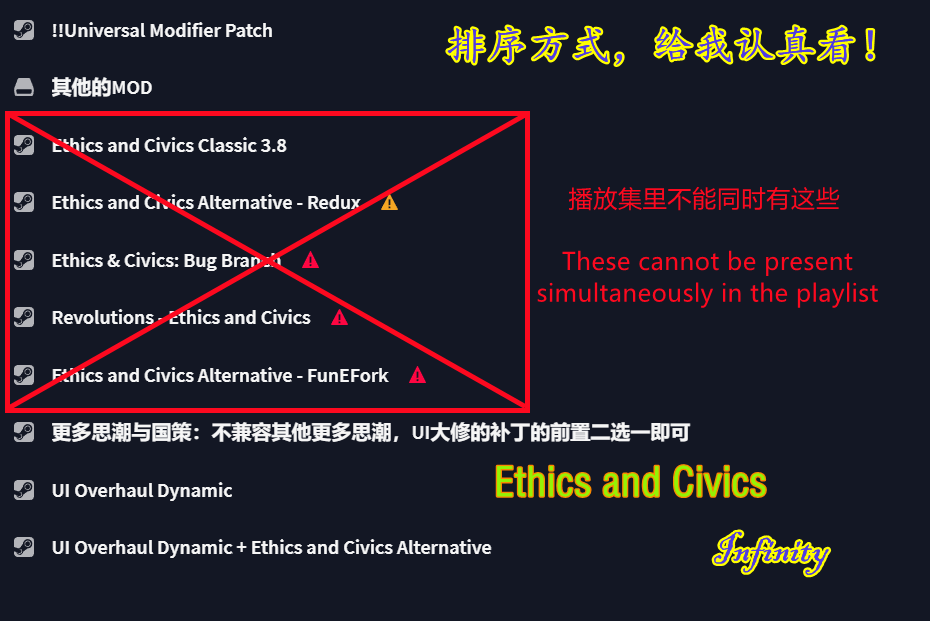 !!Universal Modifier Patch
排序方式，给我认真看！
其他的MOD
Ethics and Civics Classic 3.8
Ethics and Civics Alternative - Redux
播放集里不能同时有这些
Ethics & Civics: Bug Branch
These cannot be present
simultaneously in the playlist
Revolutions - Ethics and Civics
Ethics and Civics Alternative - FunEFork
更多思潮与国策：不兼容其他更多思潮，UI大修的补丁的前置二选一即可
Ethics and Civics
UI Overhaul Dynamic
UI Overhaul Dynamic + Ethics and Civics Alternative
Infinity